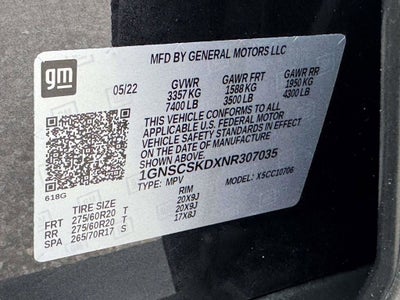 gm
MFD BY GENERAL MOTORS LLC
05/22 GVWR GAWR FRT GAWR RR
3357 KG 1588 KG 1950 KG
7400 LB 3500 LB 4300 LB
THIS VEHICLE CONFORMS TO ALL
APPLICABLE U.S. FEDERAL MOTOR
VEHICLE SAFETY STANDARDS IN EFFECT
ON THE DATE OF MANUFACTURE
SHOWN ABOVE.
1GNSCSKDXNR307035
TYPE: MPV MODEL: X5CC10706
618G
TIRE SIZE RIM
FRT 275/60R20 T 20X9J
RR 275/60R20 T 20X9J
SPA 265/70R17 S 17X8J